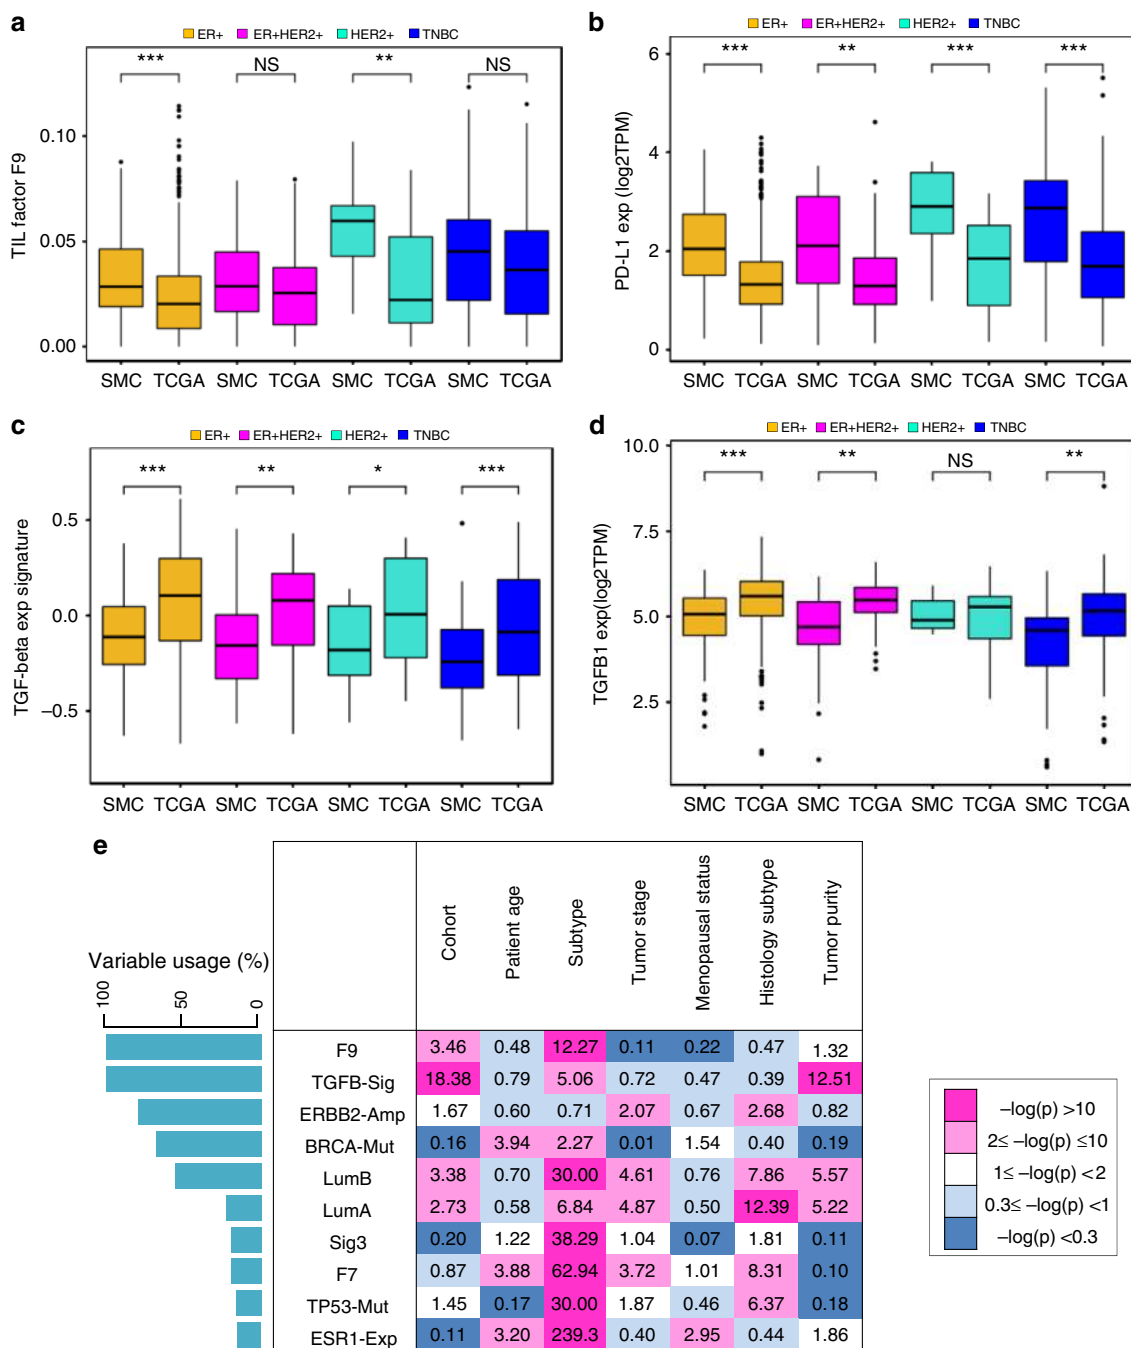 a
ER+ ER+HER2+ HER2+ TNBC
*** NS ** NS
TIL factor F9
0.10
0.05
0.00
SMC TCGA SMC TCGA SMC TCGA SMC TCGA
b
ER+ ER+HER2+ HER2+ TNBC
*** ** *** ***
PD-L1 exp (log2TPM)
6
4
2
0
SMC TCGA SMC TCGA SMC TCGA SMC TCGA
c
ER+ ER+HER2+ HER2+ TNBC
*** ** * ***
TGF-beta exp signature
0.5
0.0
−0.5
SMC TCGA SMC TCGA SMC TCGA SMC TCGA
d
ER+ ER+HER2+ HER2+ TNBC
*** ** NS **
TGFB1 exp(log2TPM)
10.0
7.5
5.0
2.5
SMC TCGA SMC TCGA SMC TCGA SMC TCGA
e
Variable usage (%)
100 50 0
Cohort Patient age Subtype Tumor stage Menopausal status Histology subtype Tumor purity
F9 3.46 0.48 12.27 0.11 0.22 0.47 1.32
TGFB-Sig 18.38 0.79 5.06 0.72 0.47 0.39 12.51
ERBB2-Amp 1.67 0.60 0.71 2.07 0.67 2.68 0.82
BRCA-Mut 0.16 3.94 2.27 0.01 1.54 0.40 0.19
LumB 3.38 0.70 30.00 4.61 0.76 7.86 5.57
LumA 2.73 0.58 6.84 4.87 0.50 12.39 5.22
Sig3 0.20 1.22 38.29 1.04 0.07 1.81 0.11
F7 0.87 3.88 62.94 3.72 1.01 8.31 0.10
TP53-Mut 1.45 0.17 30.00 1.87 0.46 6.37 0.18
ESR1-Exp 0.11 3.20 239.3 0.40 2.95 0.44 1.86
−log(p) >10
2≤ −log(p) ≤10
1≤ −log(p) <2
0.3≤ −log(p) <1
−log(p) <0.3